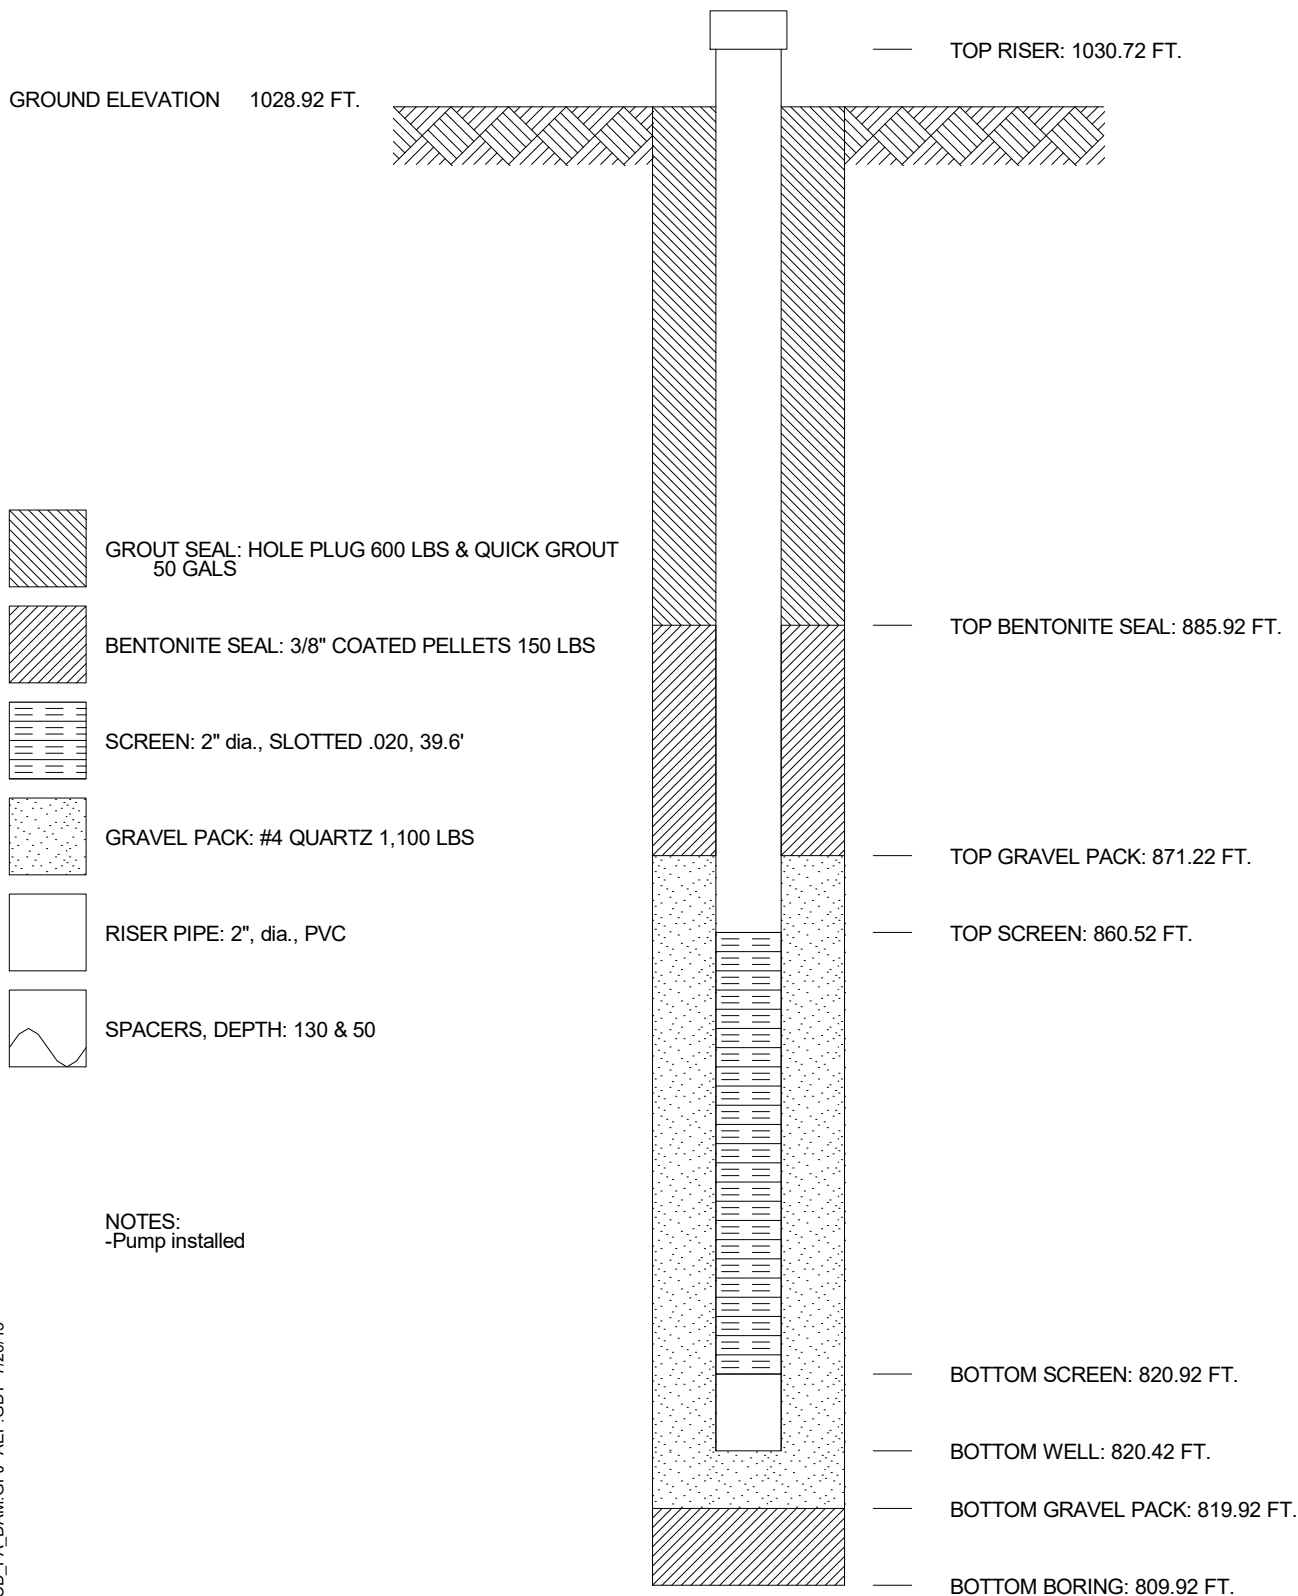 TOP RISER: 1030.72 FT.
GROUND ELEVATION 1028.92 FT.
GROUT SEAL: HOLE PLUG 600 LBS & QUICK GROUT
50 GALS
TOP BENTONITE SEAL: 885.92 FT.
BENTONITE SEAL: 3/8" COATED PELLETS 150 LBS
SCREEN: 2" dia., SLOTTED .020, 39.6'
GRAVEL PACK: #4 QUARTZ 1,100 LBS
TOP GRAVEL PACK: 871.22 FT.
RISER PIPE: 2", dia., PVC
TOP SCREEN: 860.52 FT.
SPACERS, DEPTH: 130 & 50
NOTES:
-Pump installed
BOTTOM SCREEN: 820.92 FT.
BOTTOM WELL: 820.42 FT.
BOTTOM GRAVEL PACK: 819.92 FT.
BOTTOM BORING: 809.92 FT.